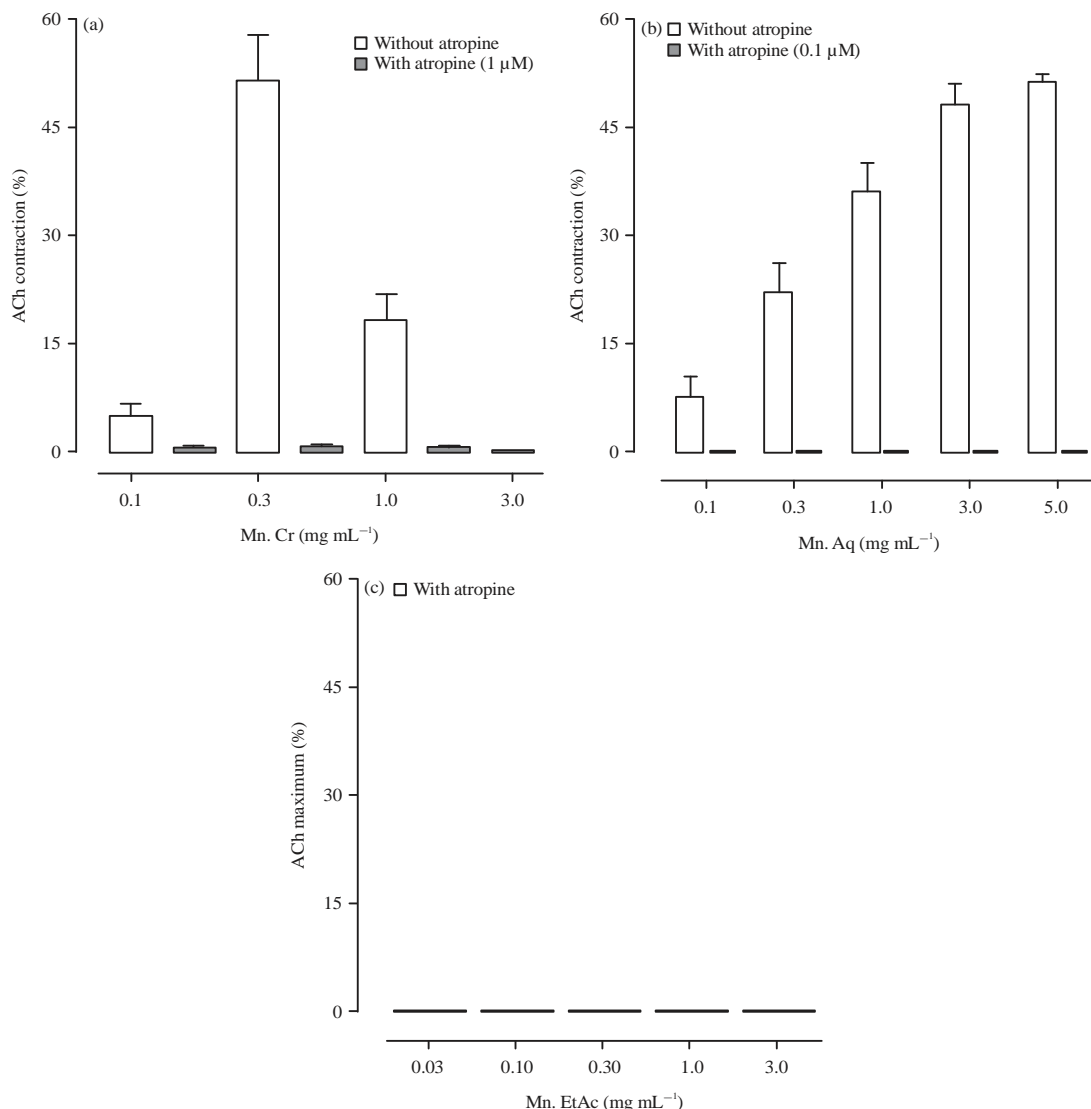 (a)
Without atropine
With atropine (1 µM)
60
45
30
15
0
ACh contraction (%)
0.1 0.3 1.0 3.0
Mn. Cr (mg mL⁻¹)
(b)
Without atropine
With atropine (0.1 µM)
60
45
30
15
0
ACh contraction (%)
0.1 0.3 1.0 3.0 5.0
Mn. Aq (mg mL⁻¹)
(c)
With atropine
60
45
30
15
0
ACh maximum (%)
0.03 0.10 0.30 1.0 3.0
Mn. EtAc (mg mL⁻¹)